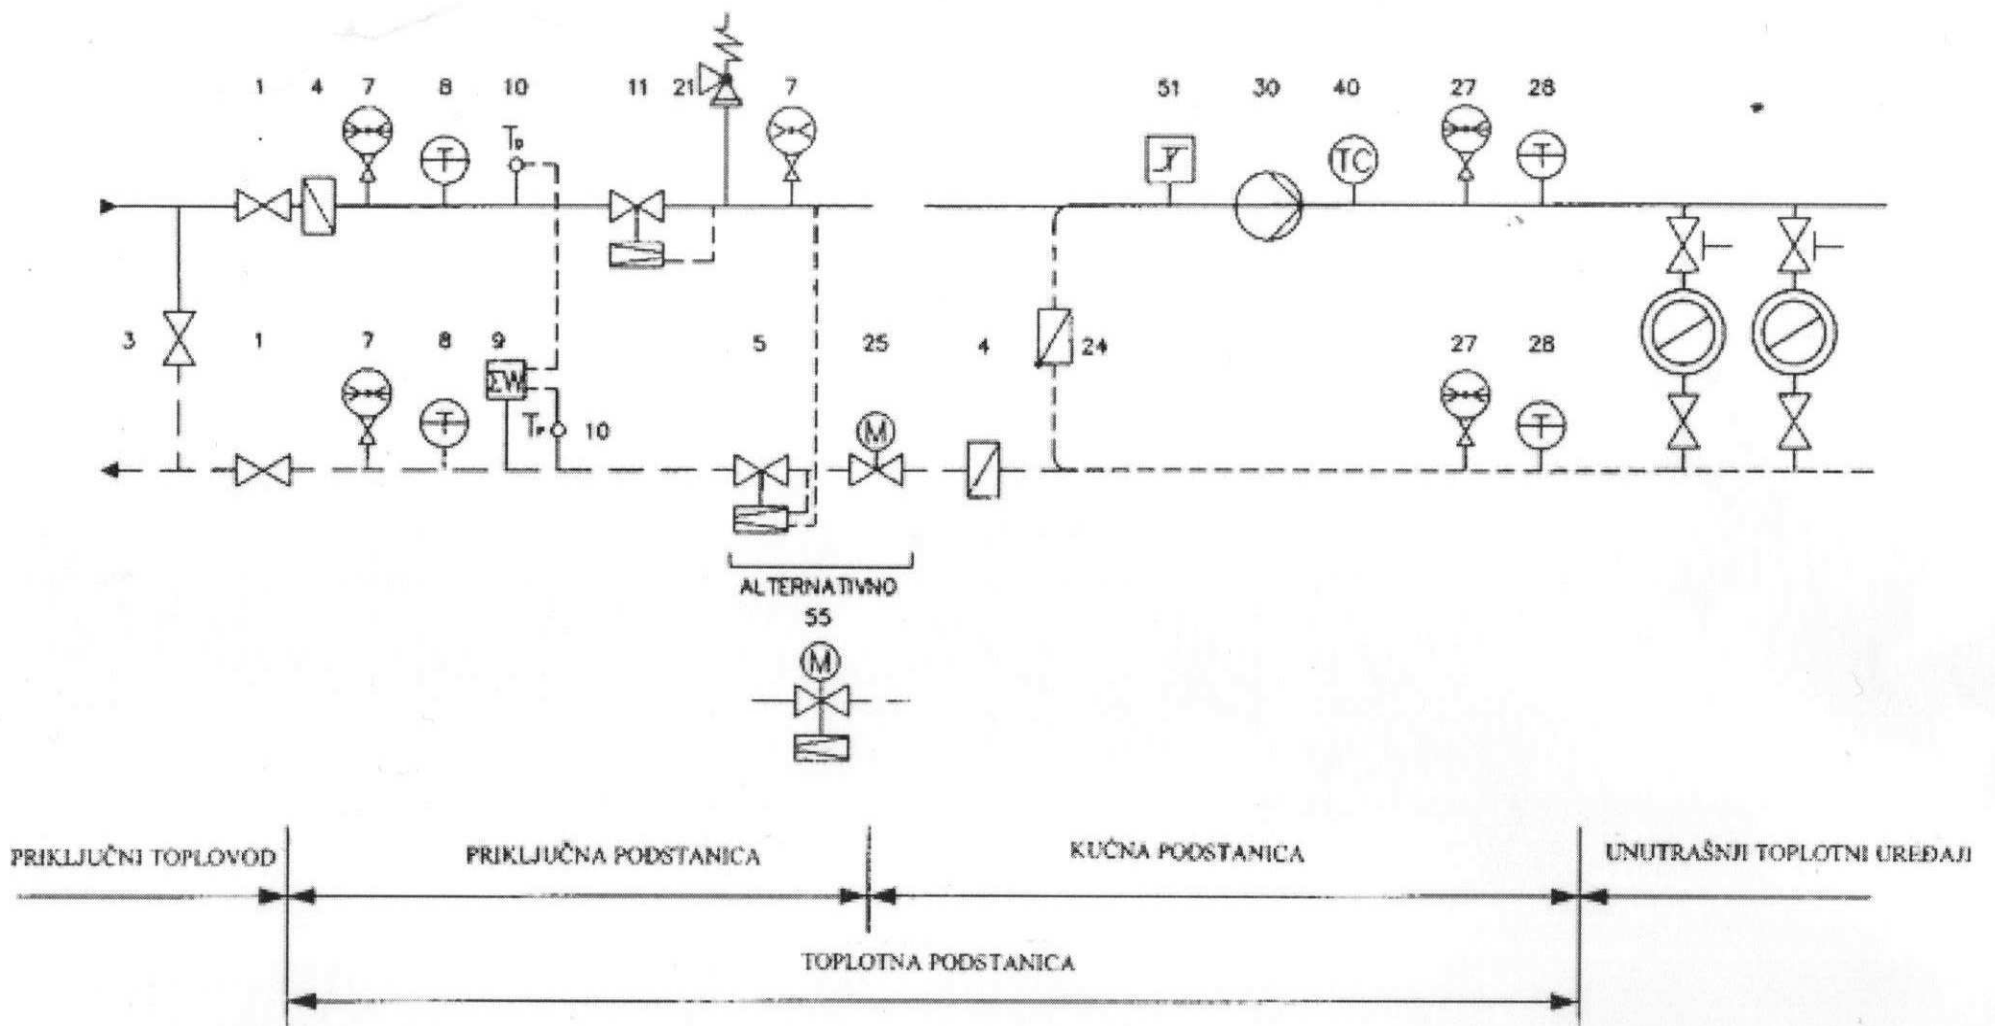 1 4 7 8 10 11 21 7 51 30 40 27 28
T T_D TC T
3 1 7 8 9 5 25 4 24 27 28
ΣW
T T_P 10 M T
ALTERNATIVNO
55
M
PRIKLJUČNI TOPLOVOD PRIKLJUČNA PODSTANICA KUĆNA PODSTANICA UNUTRAŠNJI TOPLOTNI UREĐAJI
TOPLOTNA PODSTANICA